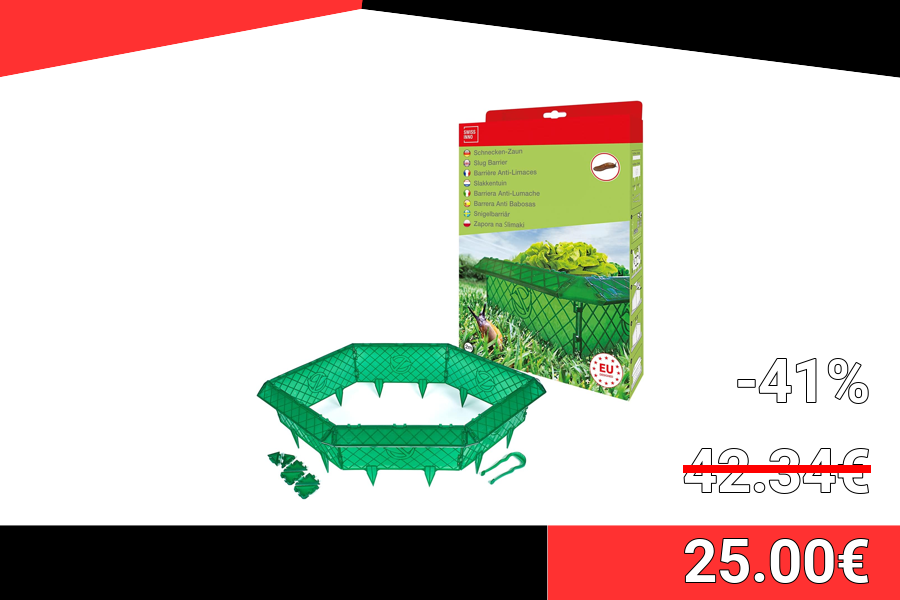 SWISS
INNO
Schnecken-Zaun
Slug Barrier
Barrière Anti-Limaces
Slakkentuin
Barriera Anti-Lumache
Barrera Anti Babosas
Snigelbarriär
Zapora na Ślimaki
EU
-41%
42.34€
25.00€